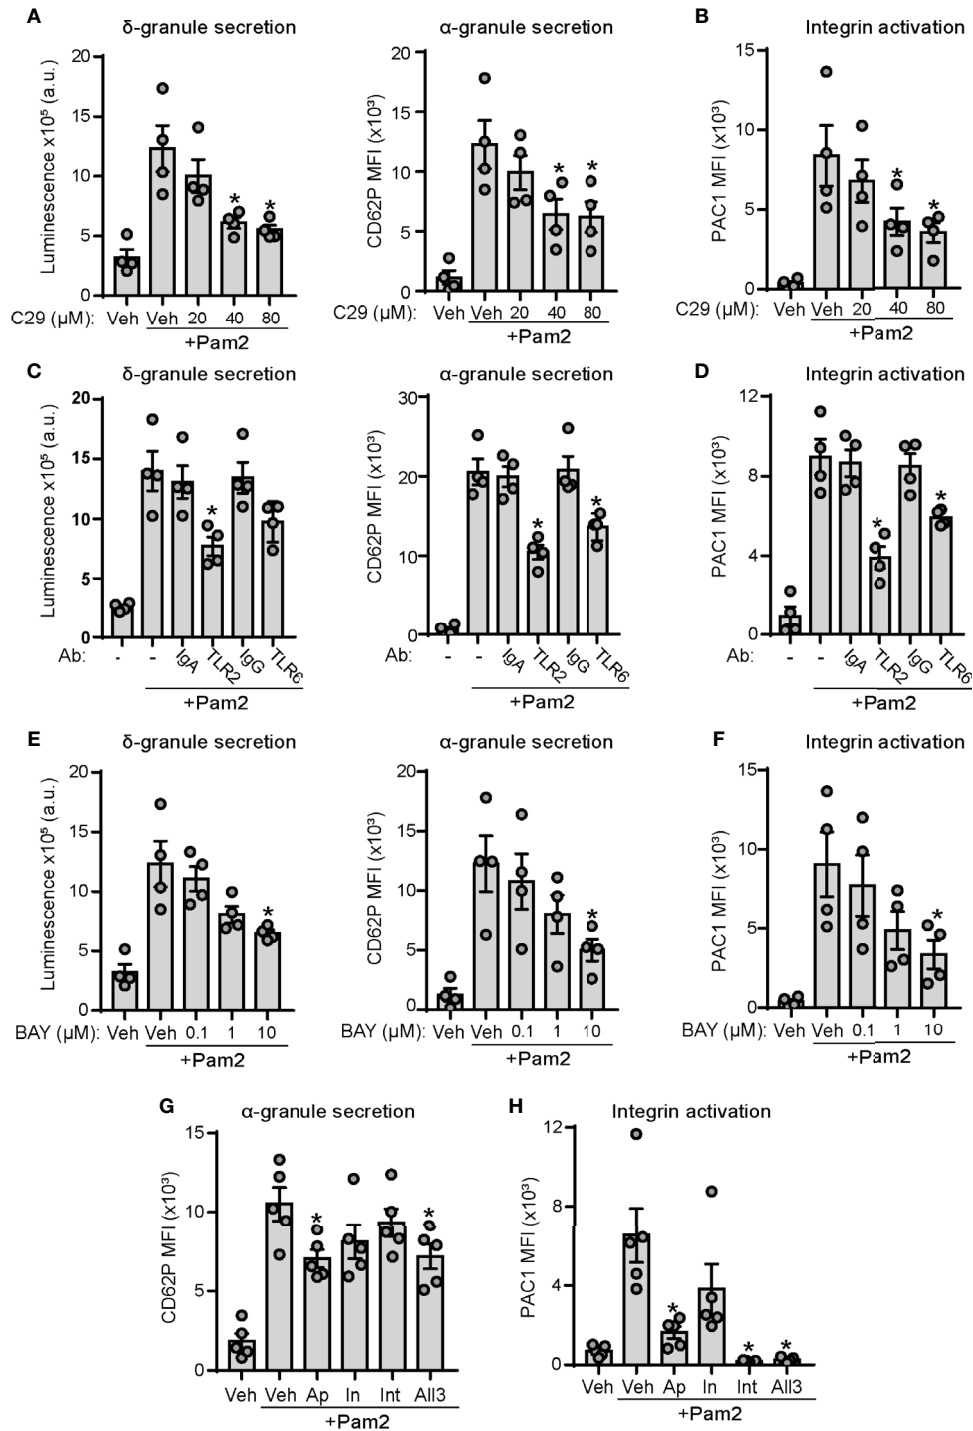 A
δ-granule secretion
Luminescence x10⁵ (a.u.)
20
15
10
5
0
C29 (µM): Veh Veh 20 40 80
+Pam2
α-granule secretion
CD62P MFI (x10³)
20
15
10
5
0
Veh Veh 20 40 80
+Pam2
B
Integrin activation
PAC1 MFI (x10³)
15
10
5
0
C29 (µM): Veh Veh 20 40 80
+Pam2
* *
* *
* *
C
δ-granule secretion
Luminescence x10⁵ (a.u.)
20
15
10
5
0
Ab: - - IgA TLR2 IgG TLR6
+Pam2
α-granule secretion
CD62P MFI (x10³)
30
20
10
0
- - IgA TLR2 IgG TLR6
+Pam2
D
Integrin activation
PAC1 MFI (x10³)
12
8
4
0
Ab: - - IgA TLR2 IgG TLR6
+Pam2
*
* *
* *
E
δ-granule secretion
Luminescence x10⁵ (a.u.)
20
15
10
5
0
BAY (µM): Veh Veh 0.1 1 10
+Pam2
α-granule secretion
CD62P MFI (x10³)
20
15
10
5
0
Veh Veh 0.1 1 10
+Pam2
F
Integrin activation
PAC1 MFI (x10³)
15
10
5
0
BAY (µM): Veh Veh 0.1 1 10
+Pam2
*
*
*
G
α-granule secretion
CD62P MFI (x10³)
15
10
5
0
Veh Veh Ap In Int All3
+Pam2
* *
H
Integrin activation
PAC1 MFI (x10³)
12
8
4
0
Veh Veh Ap In Int All3
+Pam2
* * *